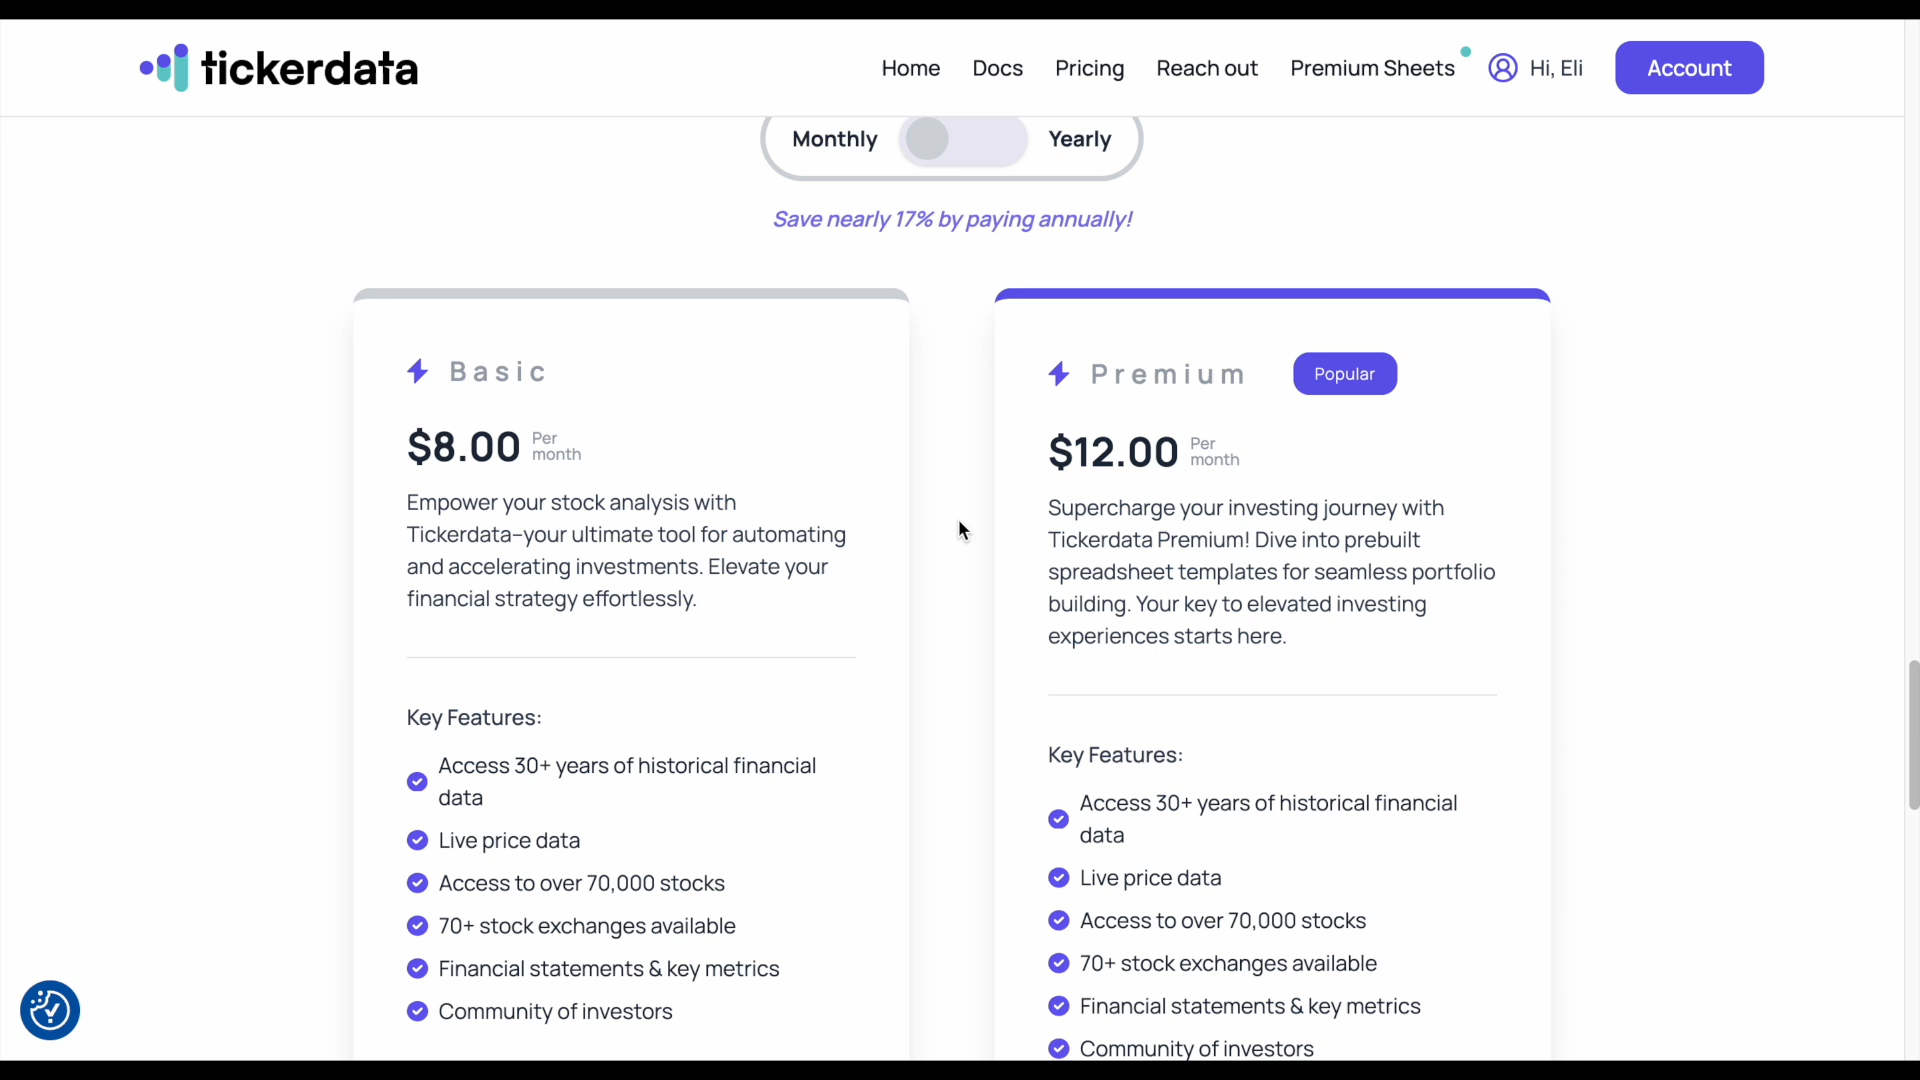 tickerdata
Home Docs Pricing Reach out Premium Sheets Hi, Eli Account
Monthly Yearly
Save nearly 17% by paying annually!
Basic
$8.00 Per month
Empower your stock analysis with
Tickerdata–your ultimate tool for automating
and accelerating investments. Elevate your
financial strategy effortlessly.
Key Features:
Access 30+ years of historical financial
data
Live price data
Access to over 70,000 stocks
70+ stock exchanges available
Financial statements & key metrics
Community of investors
Premium Popular
$12.00 Per month
Supercharge your investing journey with
Tickerdata Premium! Dive into prebuilt
spreadsheet templates for seamless portfolio
building. Your key to elevated investing
experiences starts here.
Key Features:
Access 30+ years of historical financial
data
Live price data
Access to over 70,000 stocks
70+ stock exchanges available
Financial statements & key metrics
Community of investors